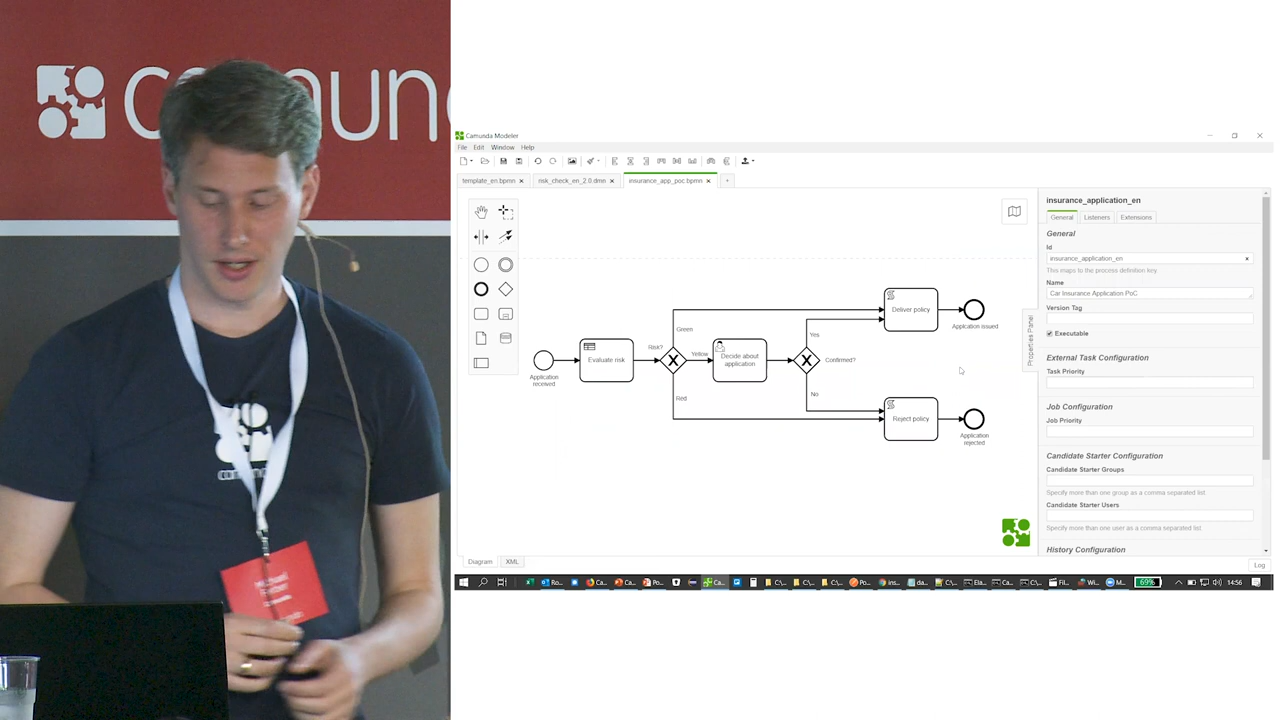 camun
Camunda Modeler
File Edit Window Help
template_en.bpmn
risk_check_en_2.0.dmn
insurance_app_poc.bpmn
Application
received
Evaluate risk
Risk?
Green
Yellow
Red
Decide about
application
Confirmed?
Yes
No
Deliver policy
Application issued
Reject policy
Application
rejected
Properties Panel
insurance_application_en
General Listeners Extensions
General
Id
insurance_application_en
This maps to the process definition key.
Name
Car Insurance Application PoC
Version Tag
Executable
External Task Configuration
Task Priority
Job Configuration
Job Priority
Candidate Starter Configuration
Candidate Starter Groups
Specify more than one group as a comma separated list.
Candidate Starter Users
Specify more than one user as a comma separated list.
History Configuration
Diagram XML
Log
69%
14:56